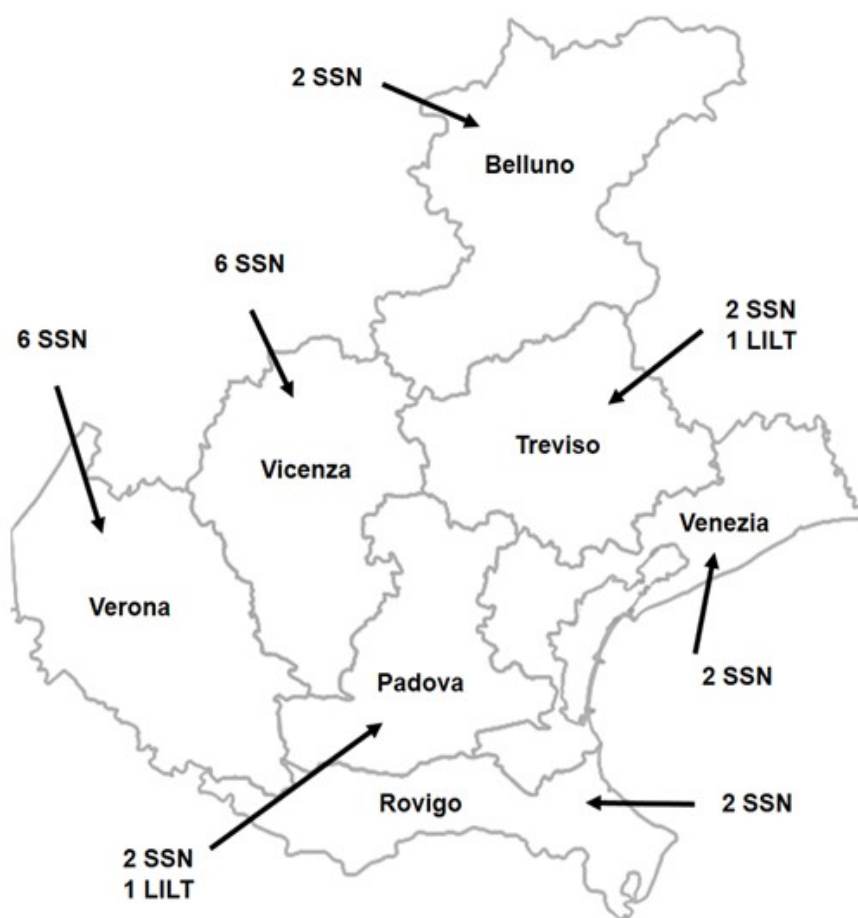 2 SSN
Belluno
6 SSN
2 SSN
1 LILT
6 SSN
Treviso
Vicenza
Venezia
Verona
2 SSN
Padova
2 SSN
Rovigo
2 SSN
1 LILT